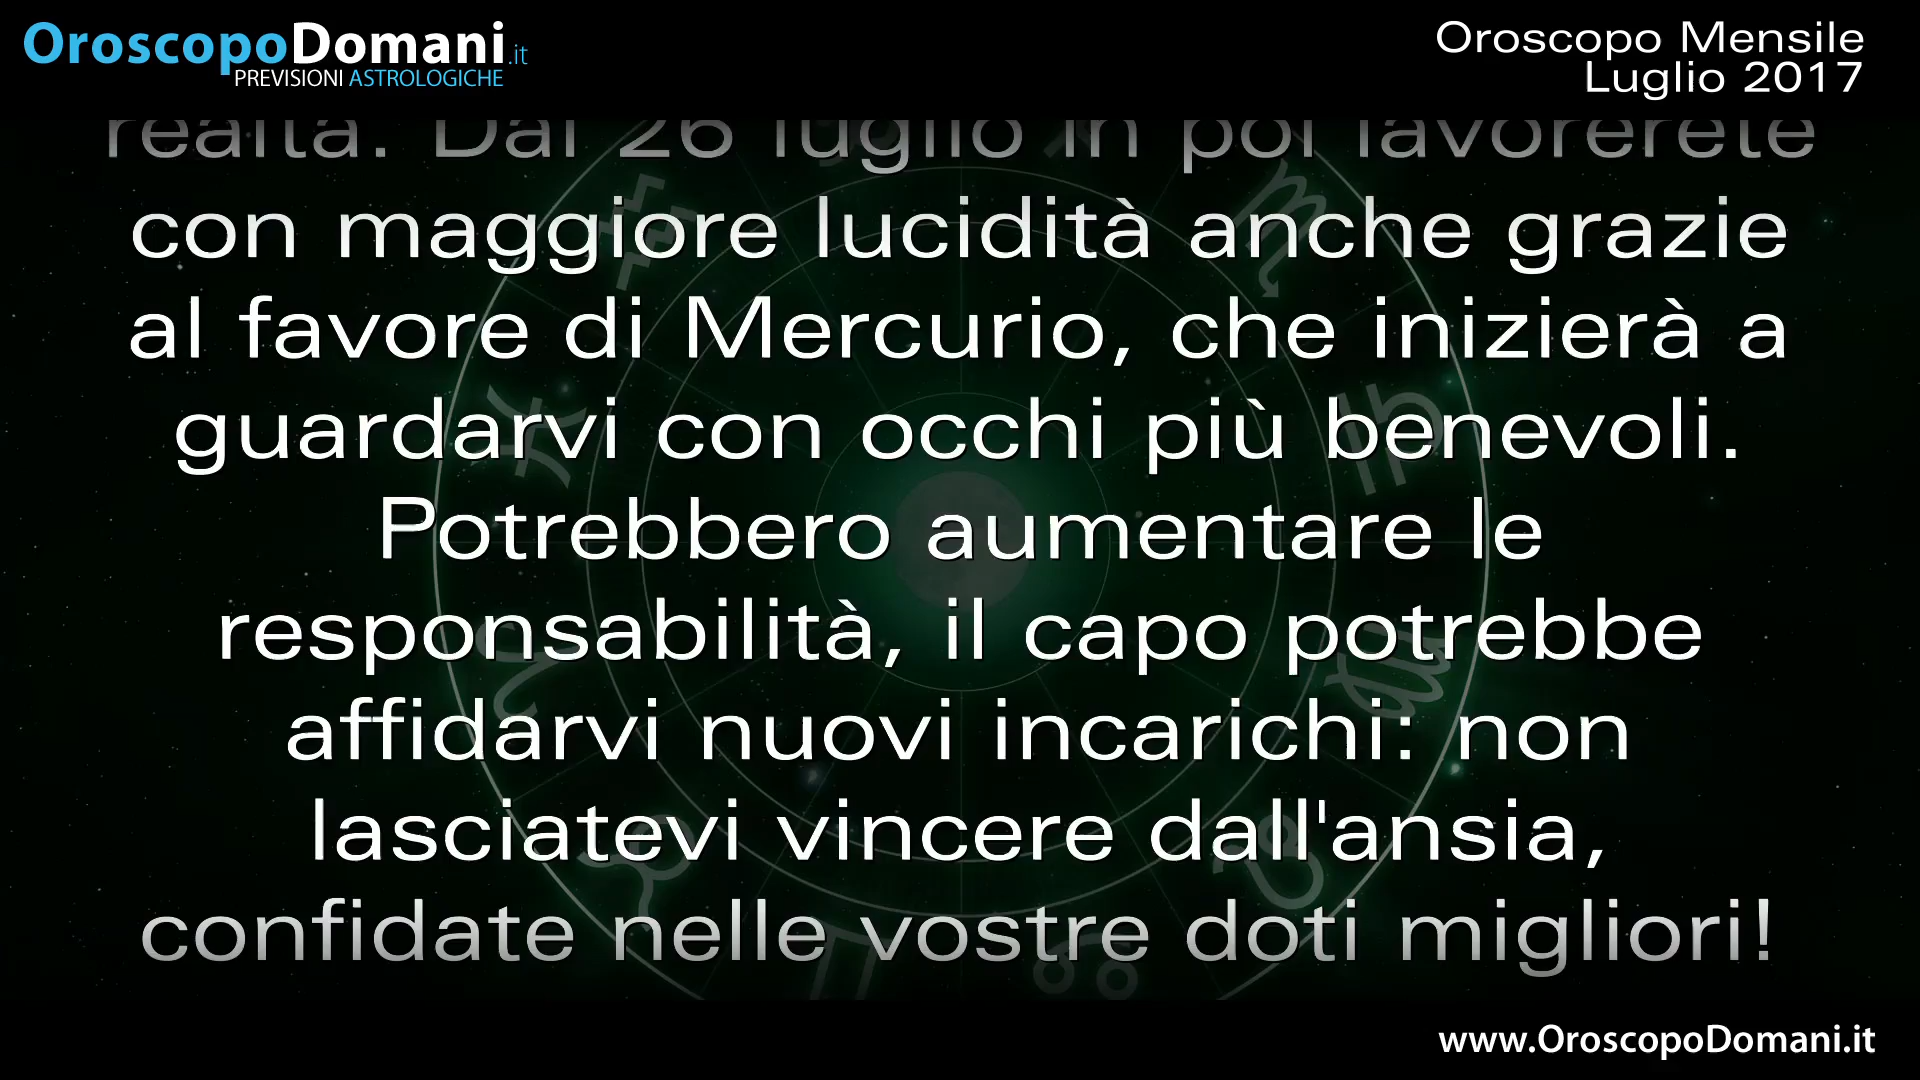 OroscopoDomani.it
PREVISIONI ASTROLOGICHE
Oroscopo Mensile
Luglio 2017
realtà. Dal 26 luglio in poi lavorerete
con maggiore lucidità anche grazie
al favore di Mercurio, che inizierà a
guardarvi con occhi più benevoli.
Potrebbero aumentare le
responsabilità, il capo potrebbe
affidarvi nuovi incarichi: non
lasciatevi vincere dall'ansia,
confidate nelle vostre doti migliori!
www.OroscopoDomani.it